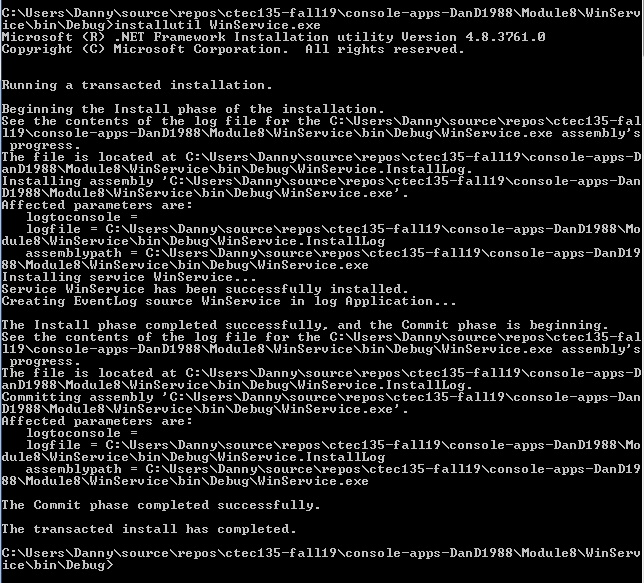 C:\Users\Danny\source\repos\ctec135-fall19\console-apps-DanD1988\Module8\WinServ
ice\bin\Debug>installutil WinService.exe
Microsoft (R) .NET Framework Installation utility Version 4.8.3761.0
Copyright (C) Microsoft Corporation.  All rights reserved.
Running a transacted installation.
Beginning the Install phase of the installation.
See the contents of the log file for the C:\Users\Danny\source\repos\ctec135-fal
l19\console-apps-DanD1988\Module8\WinService\bin\Debug\WinService.exe assembly's
 progress.
The file is located at C:\Users\Danny\source\repos\ctec135-fall19\console-apps-D
anD1988\Module8\WinService\bin\Debug\WinService.InstallLog.
Installing assembly 'C:\Users\Danny\source\repos\ctec135-fall19\console-apps-Dan
D1988\Module8\WinService\bin\Debug\WinService.exe'.
Affected parameters are:
   logtoconsole =
   logfile = C:\Users\Danny\source\repos\ctec135-fall19\console-apps-DanD1988\Mo
dule8\WinService\bin\Debug\WinService.InstallLog
   assemblypath = C:\Users\Danny\source\repos\ctec135-fall19\console-apps-DanD19
88\Module8\WinService\bin\Debug\WinService.exe
Installing service WinService...
Service WinService has been successfully installed.
Creating EventLog source WinService in log Application...
The Install phase completed successfully, and the Commit phase is beginning.
See the contents of the log file for the C:\Users\Danny\source\repos\ctec135-fal
l19\console-apps-DanD1988\Module8\WinService\bin\Debug\WinService.exe assembly's
 progress.
The file is located at C:\Users\Danny\source\repos\ctec135-fall19\console-apps-D
anD1988\Module8\WinService\bin\Debug\WinService.InstallLog.
Committing assembly 'C:\Users\Danny\source\repos\ctec135-fall19\console-apps-Dan
D1988\Module8\WinService\bin\Debug\WinService.exe'.
Affected parameters are:
   logtoconsole =
   logfile = C:\Users\Danny\source\repos\ctec135-fall19\console-apps-DanD1988\Mo
dule8\WinService\bin\Debug\WinService.InstallLog
   assemblypath = C:\Users\Danny\source\repos\ctec135-fall19\console-apps-DanD19
88\Module8\WinService\bin\Debug\WinService.exe
The Commit phase completed successfully.
The transacted install has completed.
C:\Users\Danny\source\repos\ctec135-fall19\console-apps-DanD1988\Module8\WinServ
ice\bin\Debug>